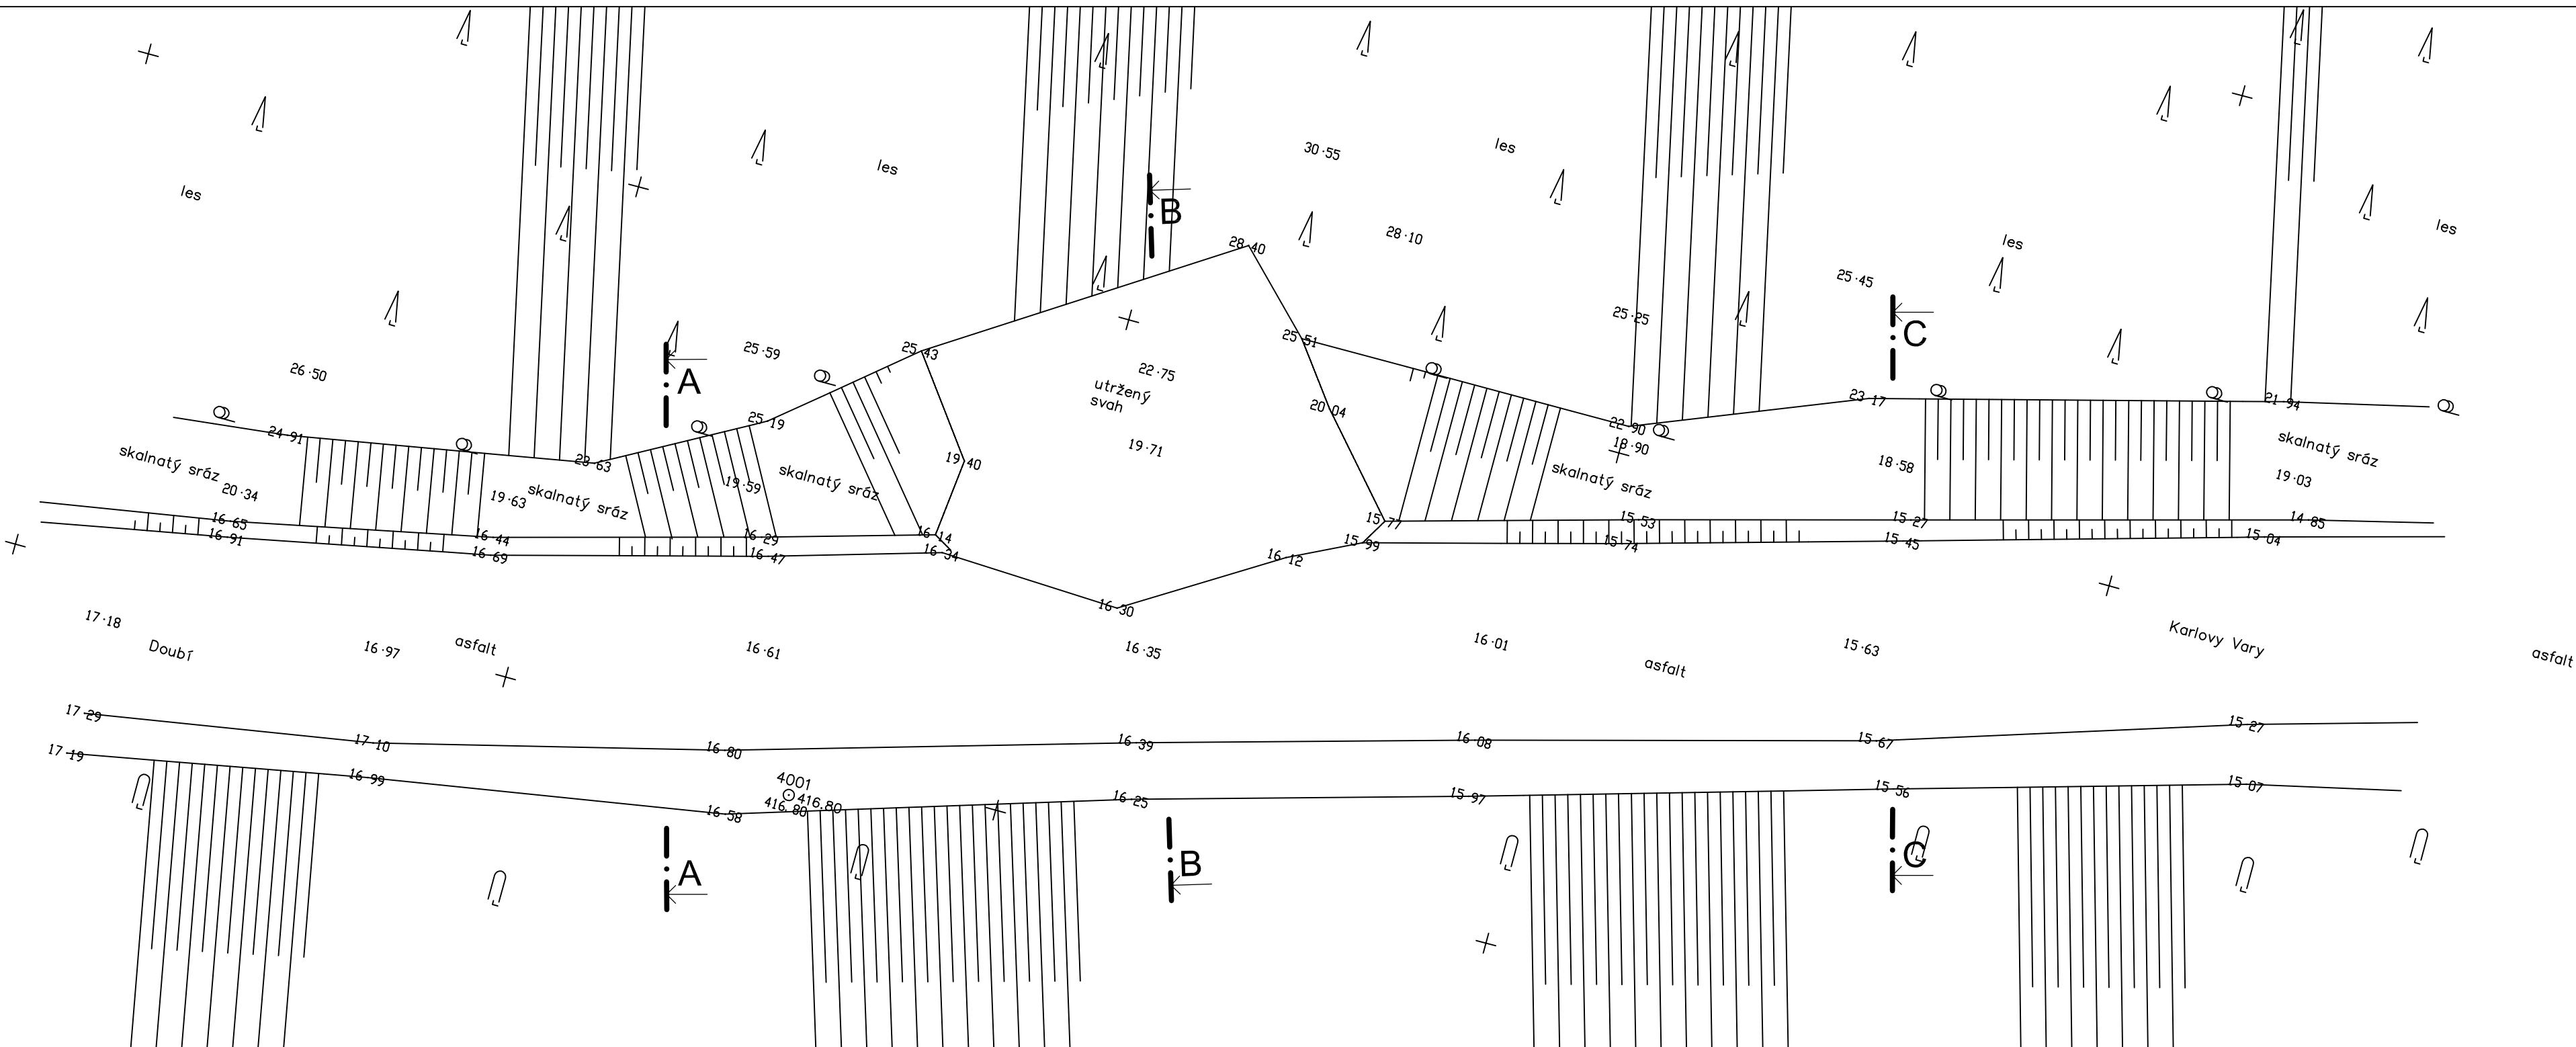 les
les
les
les
les
B
30·55
28·10
28·40
25·45
25·25
C
25·51
25·43
25·59
A
26·50
22·75
utržený
svah
20·04
19·71
23·17
21·94
22·90
18·90
25·19
24·91
23·63
19·40
skalnatý sráz
20·34
19·63
skalnatý sráz
19·59
skalnatý sráz
skalnatý sráz
18·58
skalnatý sráz
19·03
16·65
16·91
16·44
16·69
16·29
16·47
16·14
16·34
15·77
15·99
16·12
16·30
15·53
15·74
15·27
15·45
14·85
15·04
17·18
Doubí
16·97
asfalt
16·61
16·35
16·01
asfalt
15·63
Karlovy Vary
asfalt
17·29
17·10
16·80
16·39
16·08
15·67
15·27
17·19
16·99
16·58
4001
416.80
416.80
16·25
15·97
15·56
15·07
A
B
C